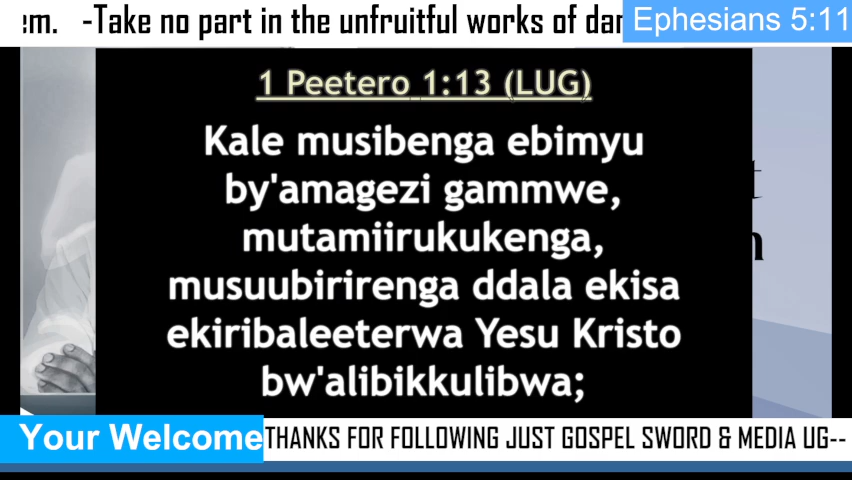 -Take no part in the unfruitful works of
Ephesians 5:11
1 Peetero 1:13 (LUG)
Kale musibenga ebimyu
by'amagezi gammwe,
mutamiirukukenga,
musuubirirenga ddala ekisa
ekiribaleeterwa Yesu Kristo
bw'alibikkulibwa;
Your Welcome
THANKS FOR FOLLOWING JUST GOSPEL SWORD & MEDIA UG--